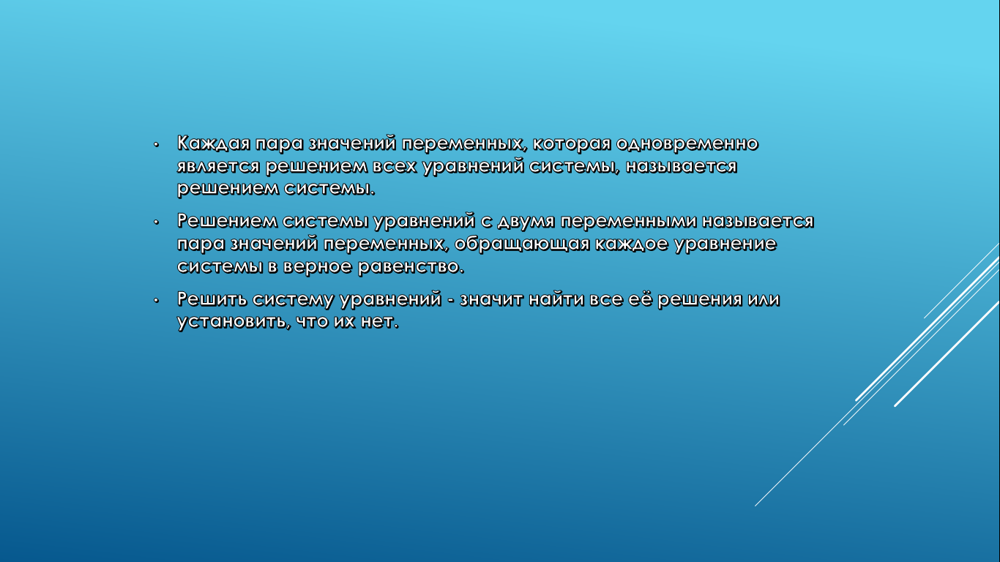 • Каждая пара значений переменных, которая одновременно
является решением всех уравнений системы, называется
решением системы.
• Решением системы уравнений с двумя переменными называется
пара значений переменных, обращающая каждое уравнение
системы в верное равенство.
• Решить систему уравнений - значит найти все её решения или
установить, что их нет.